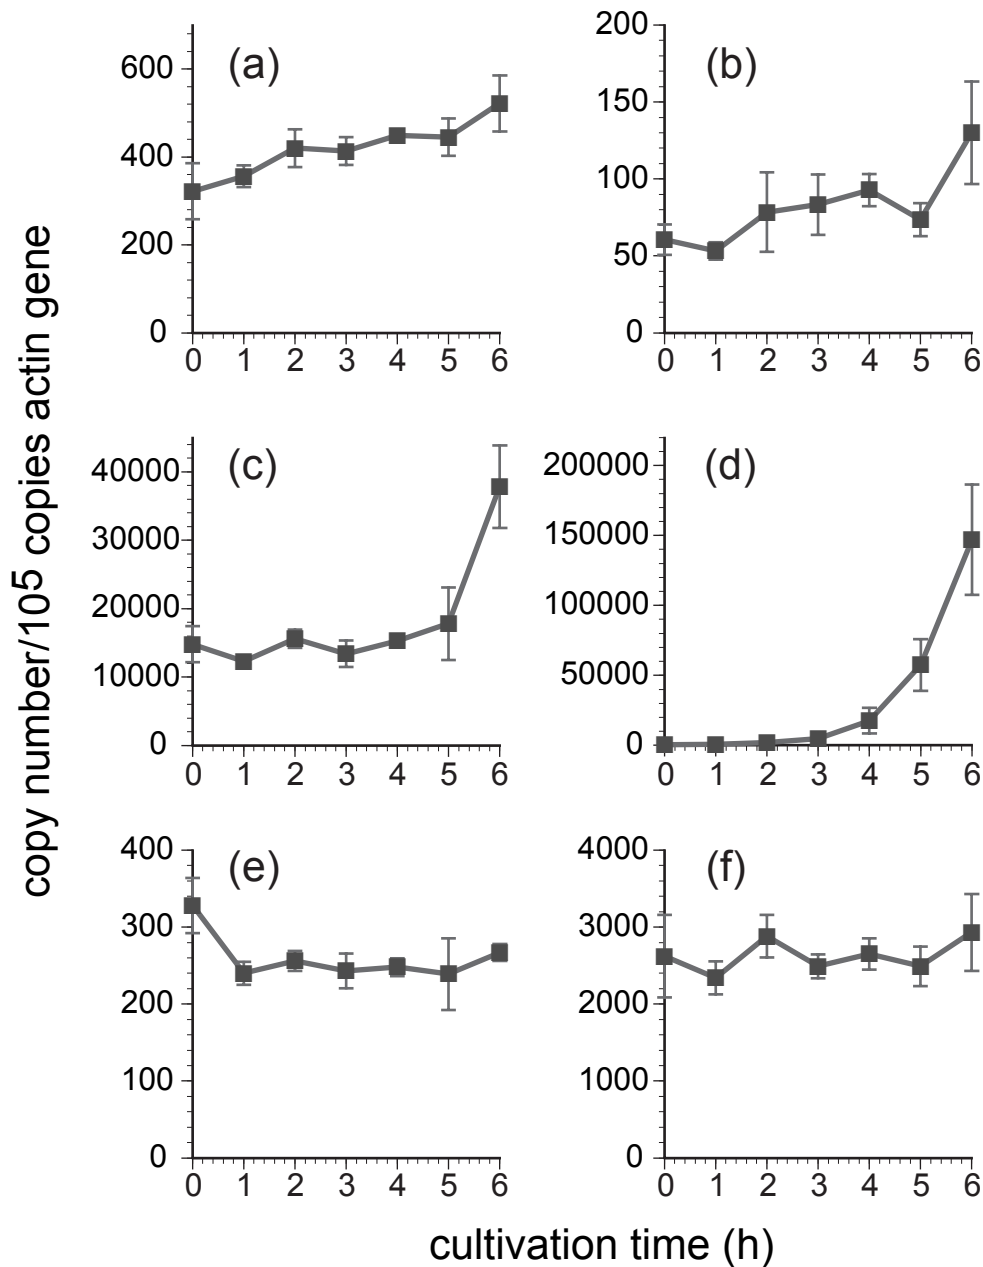 copy number/10⁵ copies actin gene
(a)
600
400
200
0
0 1 2 3 4 5 6
(b)
200
150
100
50
0
0 1 2 3 4 5 6
(c)
40000
30000
20000
10000
0
0 1 2 3 4 5 6
(d)
200000
150000
100000
50000
0
0 1 2 3 4 5 6
(e)
400
300
200
100
0
0 1 2 3 4 5 6
(f)
4000
3000
2000
1000
0
0 1 2 3 4 5 6
cultivation time (h)